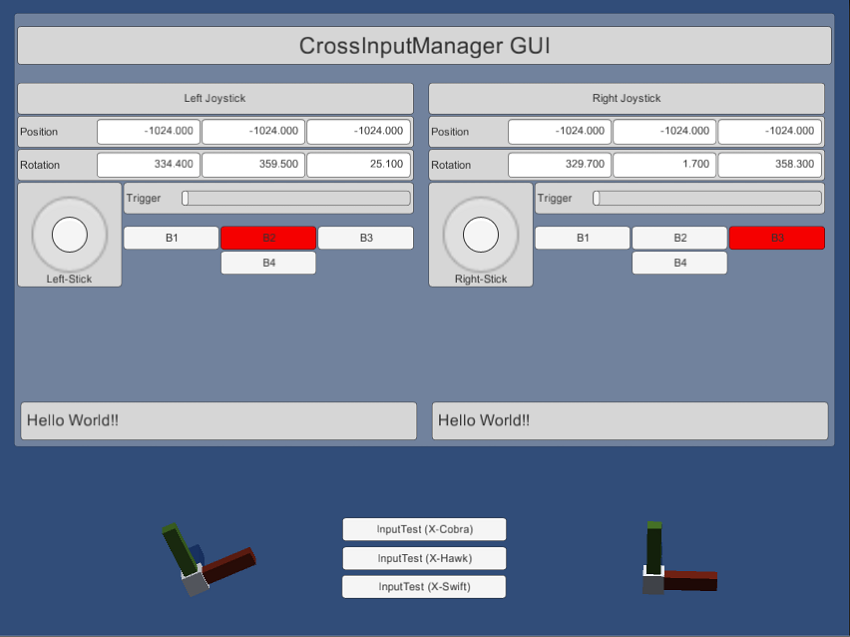 CrossInputManager GUI
Left Joystick
Position -1024.000 -1024.000 -1024.000
Rotation 334.400 359.500 25.100
Trigger
B1 B2 B3
B4
Left-Stick
Right Joystick
Position -1024.000 -1024.000 -1024.000
Rotation 329.700 1.700 358.300
Trigger
B1 B2 B3
B4
Right-Stick
Hello World!!
Hello World!!
InputTest (X-Cobra)
InputTest (X-Hawk)
InputTest (X-Swift)